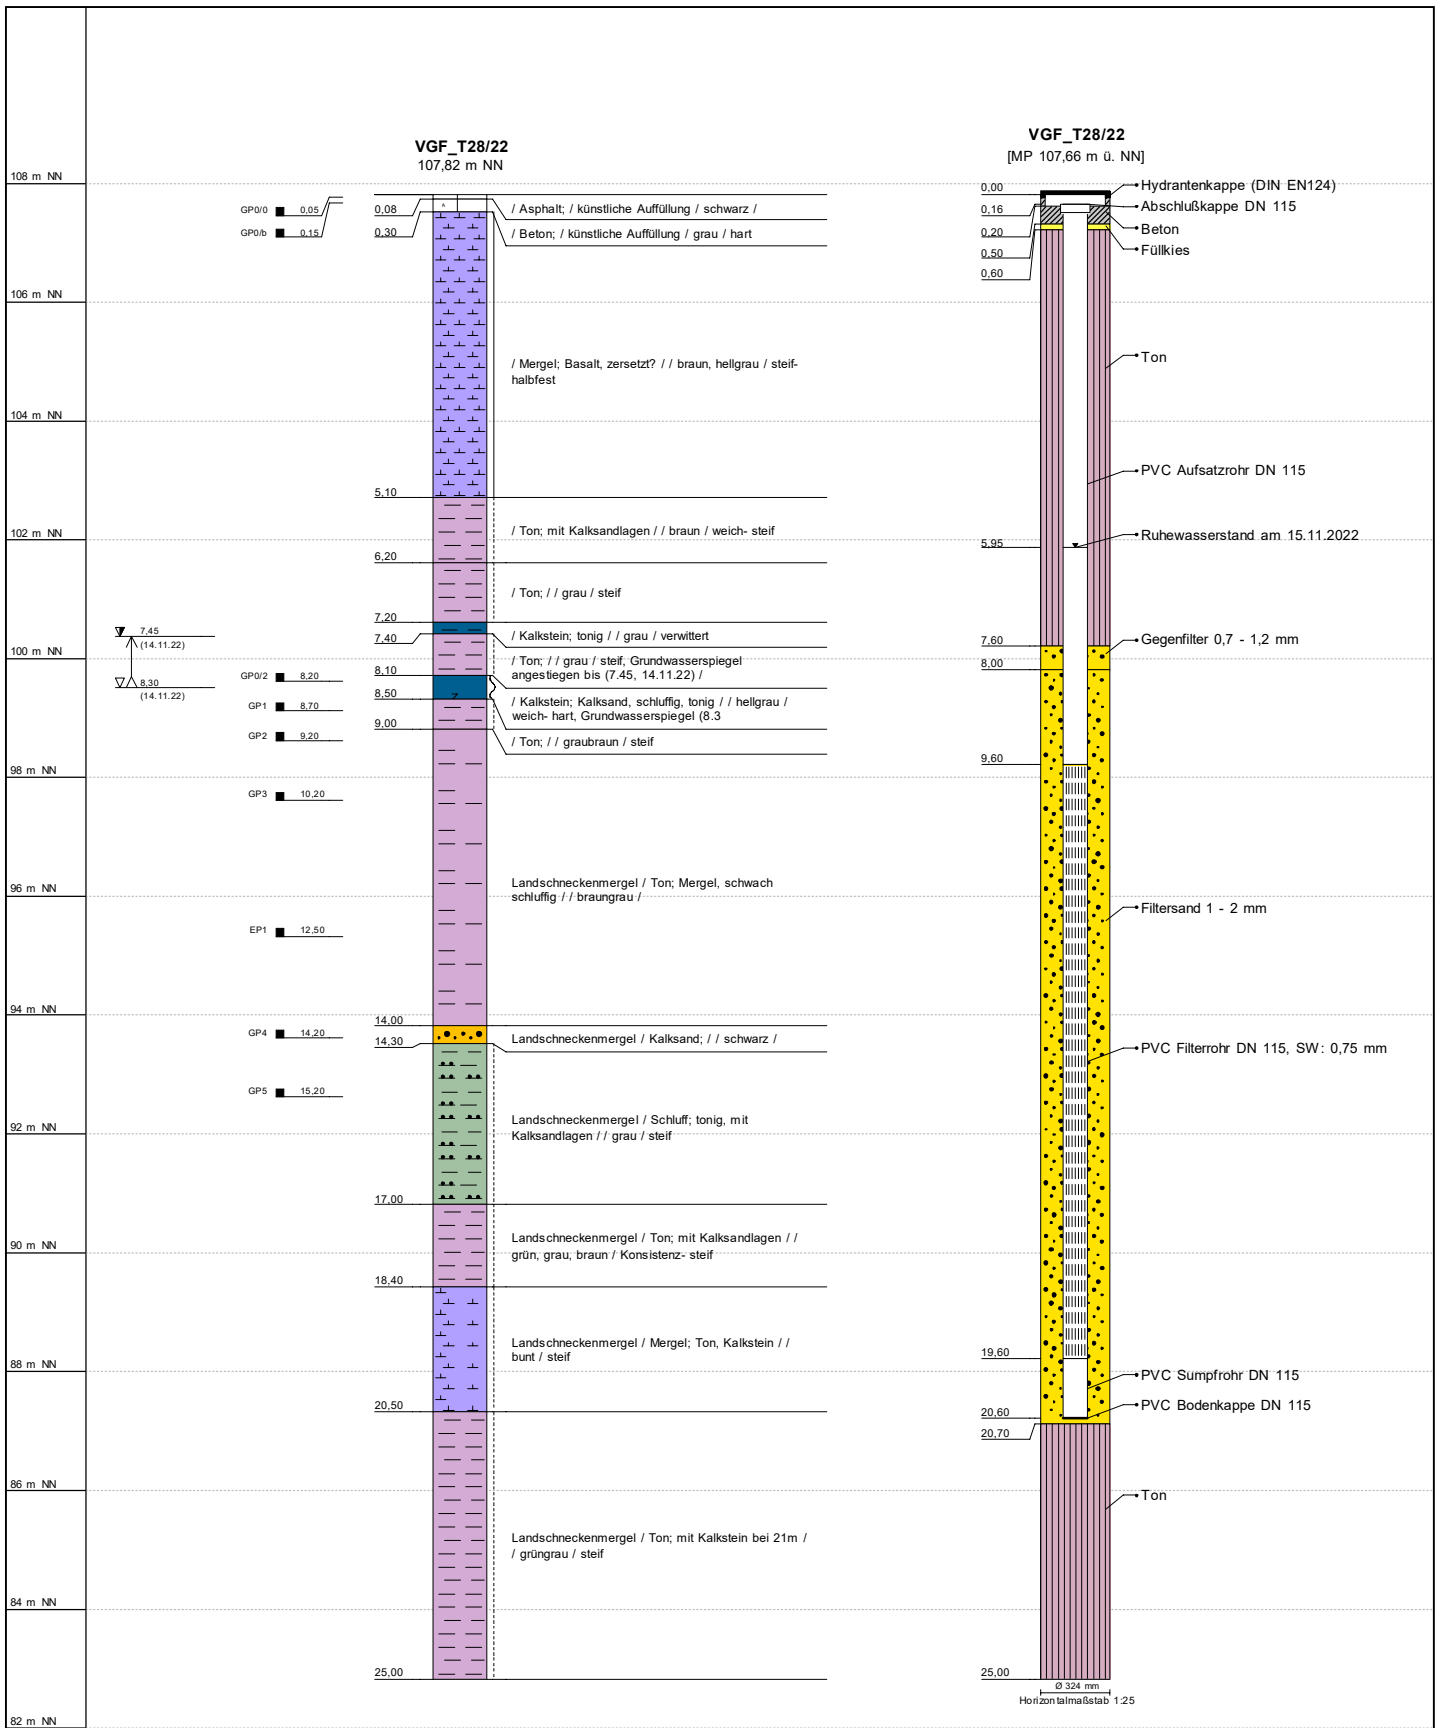 VGF_T28/22
107,82 m NN
VGF_T28/22
[MP 107,66 m ü. NN]
108 m NN
106 m NN
104 m NN
102 m NN
100 m NN
98 m NN
96 m NN
94 m NN
92 m NN
90 m NN
88 m NN
86 m NN
84 m NN
82 m NN
7,45
(14.11.22)
8,30
(14.11.22)
GP0/0 0,05
GP0/b 0,15
GP0/2 8,20
GP1 8,70
GP2 9,20
GP3 10,20
EP1 12,50
GP4 14,20
GP5 15,20
0,08
0,30
5,10
6,20
7,20
7,40
8,10
8,50
9,00
14,00
14,30
17,00
18,40
20,50
25,00
A
z
/ Asphalt; / künstliche Auffüllung / schwarz /
/ Beton; / künstliche Auffüllung / grau / hart
/ Mergel; Basalt, zersetzt? / / braun, hellgrau / steif-
halbfest
/ Ton; mit Kalksandlagen / / braun / weich- steif
/ Ton; / / grau / steif
/ Kalkstein; tonig / / grau / verwittert
/ Ton; / / grau / steif, Grundwasserspiegel
angestiegen bis (7.45, 14.11.22) /
/ Kalkstein; Kalksand, schluffig, tonig / / hellgrau /
weich- hart, Grundwasserspiegel (8.3
/ Ton; / / graubraun / steif
Landschneckenmergel / Ton; Mergel, schwach
schluffig / / braungrau /
Landschneckenmergel / Kalksand; / / schwarz /
Landschneckenmergel / Schluff; tonig, mit
Kalksandlagen / / grau / steif
Landschneckenmergel / Ton; mit Kalksandlagen / /
grün, grau, braun / Konsistenz- steif
Landschneckenmergel / Mergel; Ton, Kalkstein / /
bunt / steif
Landschneckenmergel / Ton; mit Kalkstein bei 21m /
/ grüngrau / steif
0,00
0,16
0,20
0,50
0,60
5,95
7,60
8,00
9,60
19,60
20,60
20,70
25,00
Hydrantenkappe (DIN EN124)
Abschlußkappe DN 115
Beton
Füllkies
Ton
PVC Aufsatzrohr DN 115
Ruhewasserstand am 15.11.2022
Gegenfilter 0,7 - 1,2 mm
Filtersand 1 - 2 mm
PVC Filterrohr DN 115, SW: 0,75 mm
PVC Sumpfrohr DN 115
PVC Bodenkappe DN 115
Ton
Ø 324 mm
Horizontalmaßstab 1:25